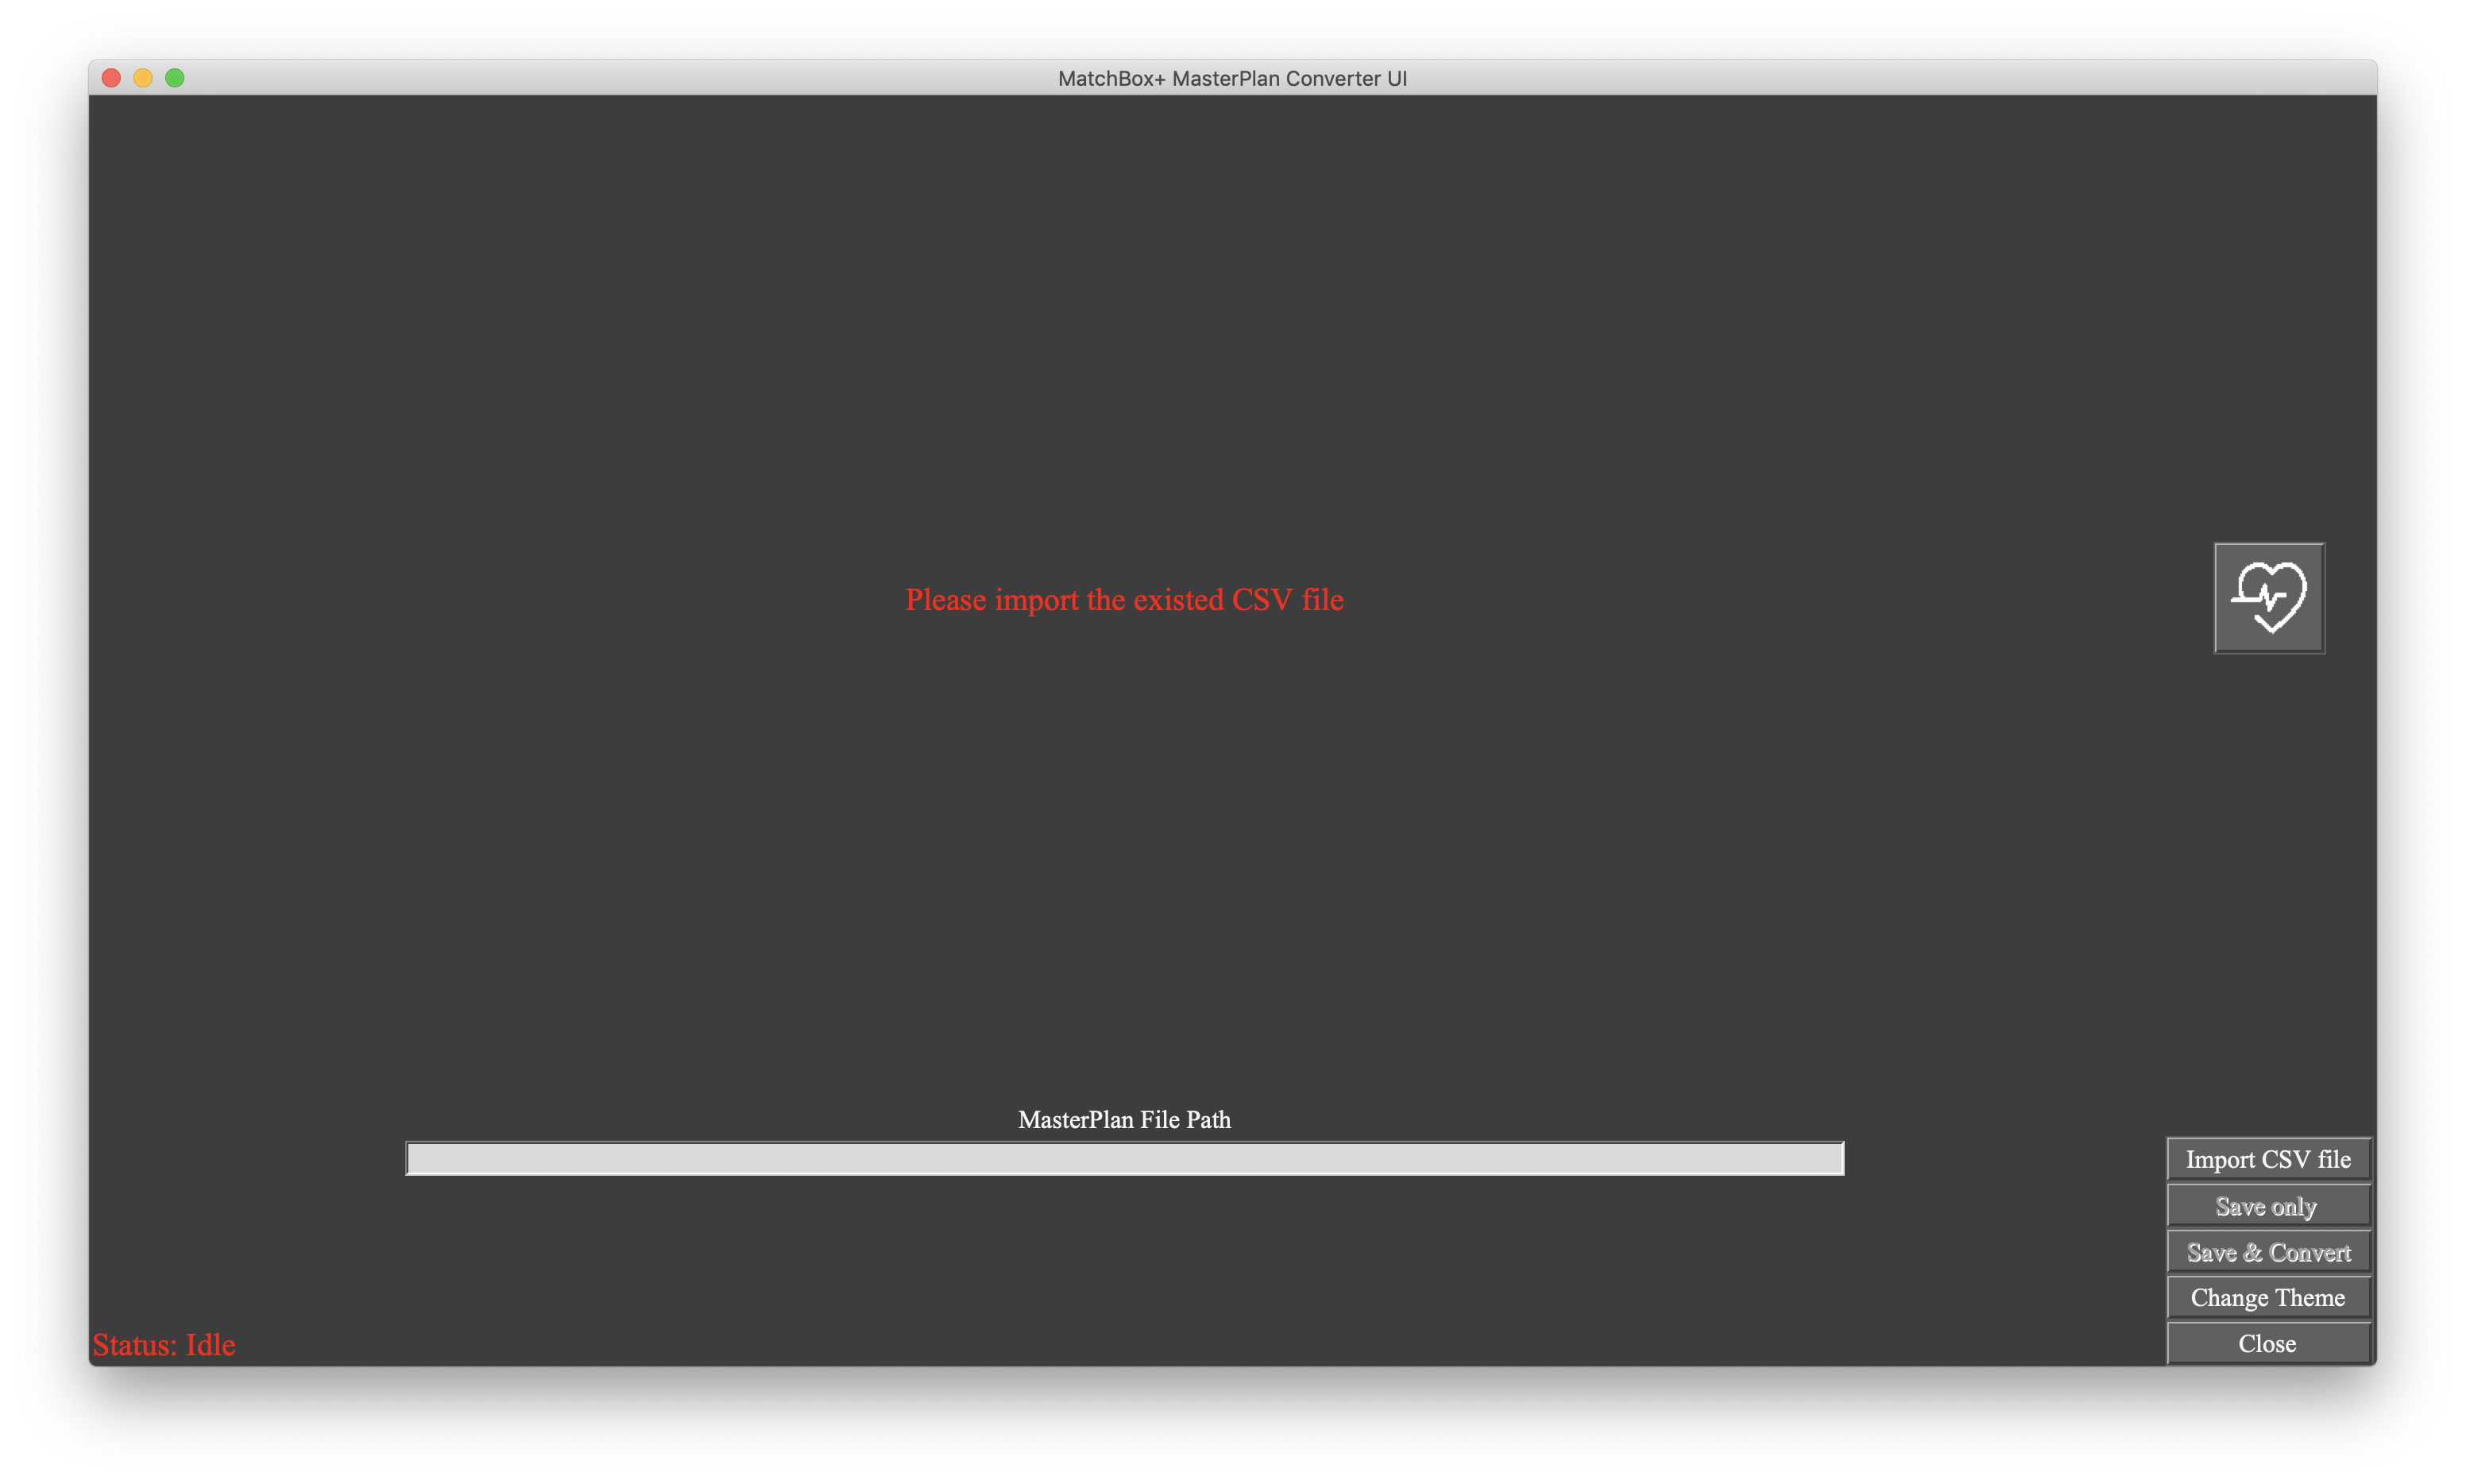 MatchBox+ MasterPlan Converter UI
Please import the existed CSV file
MasterPlan File Path
Import CSV file
Save only
Save & Convert
Change Theme
Close
Status: Idle